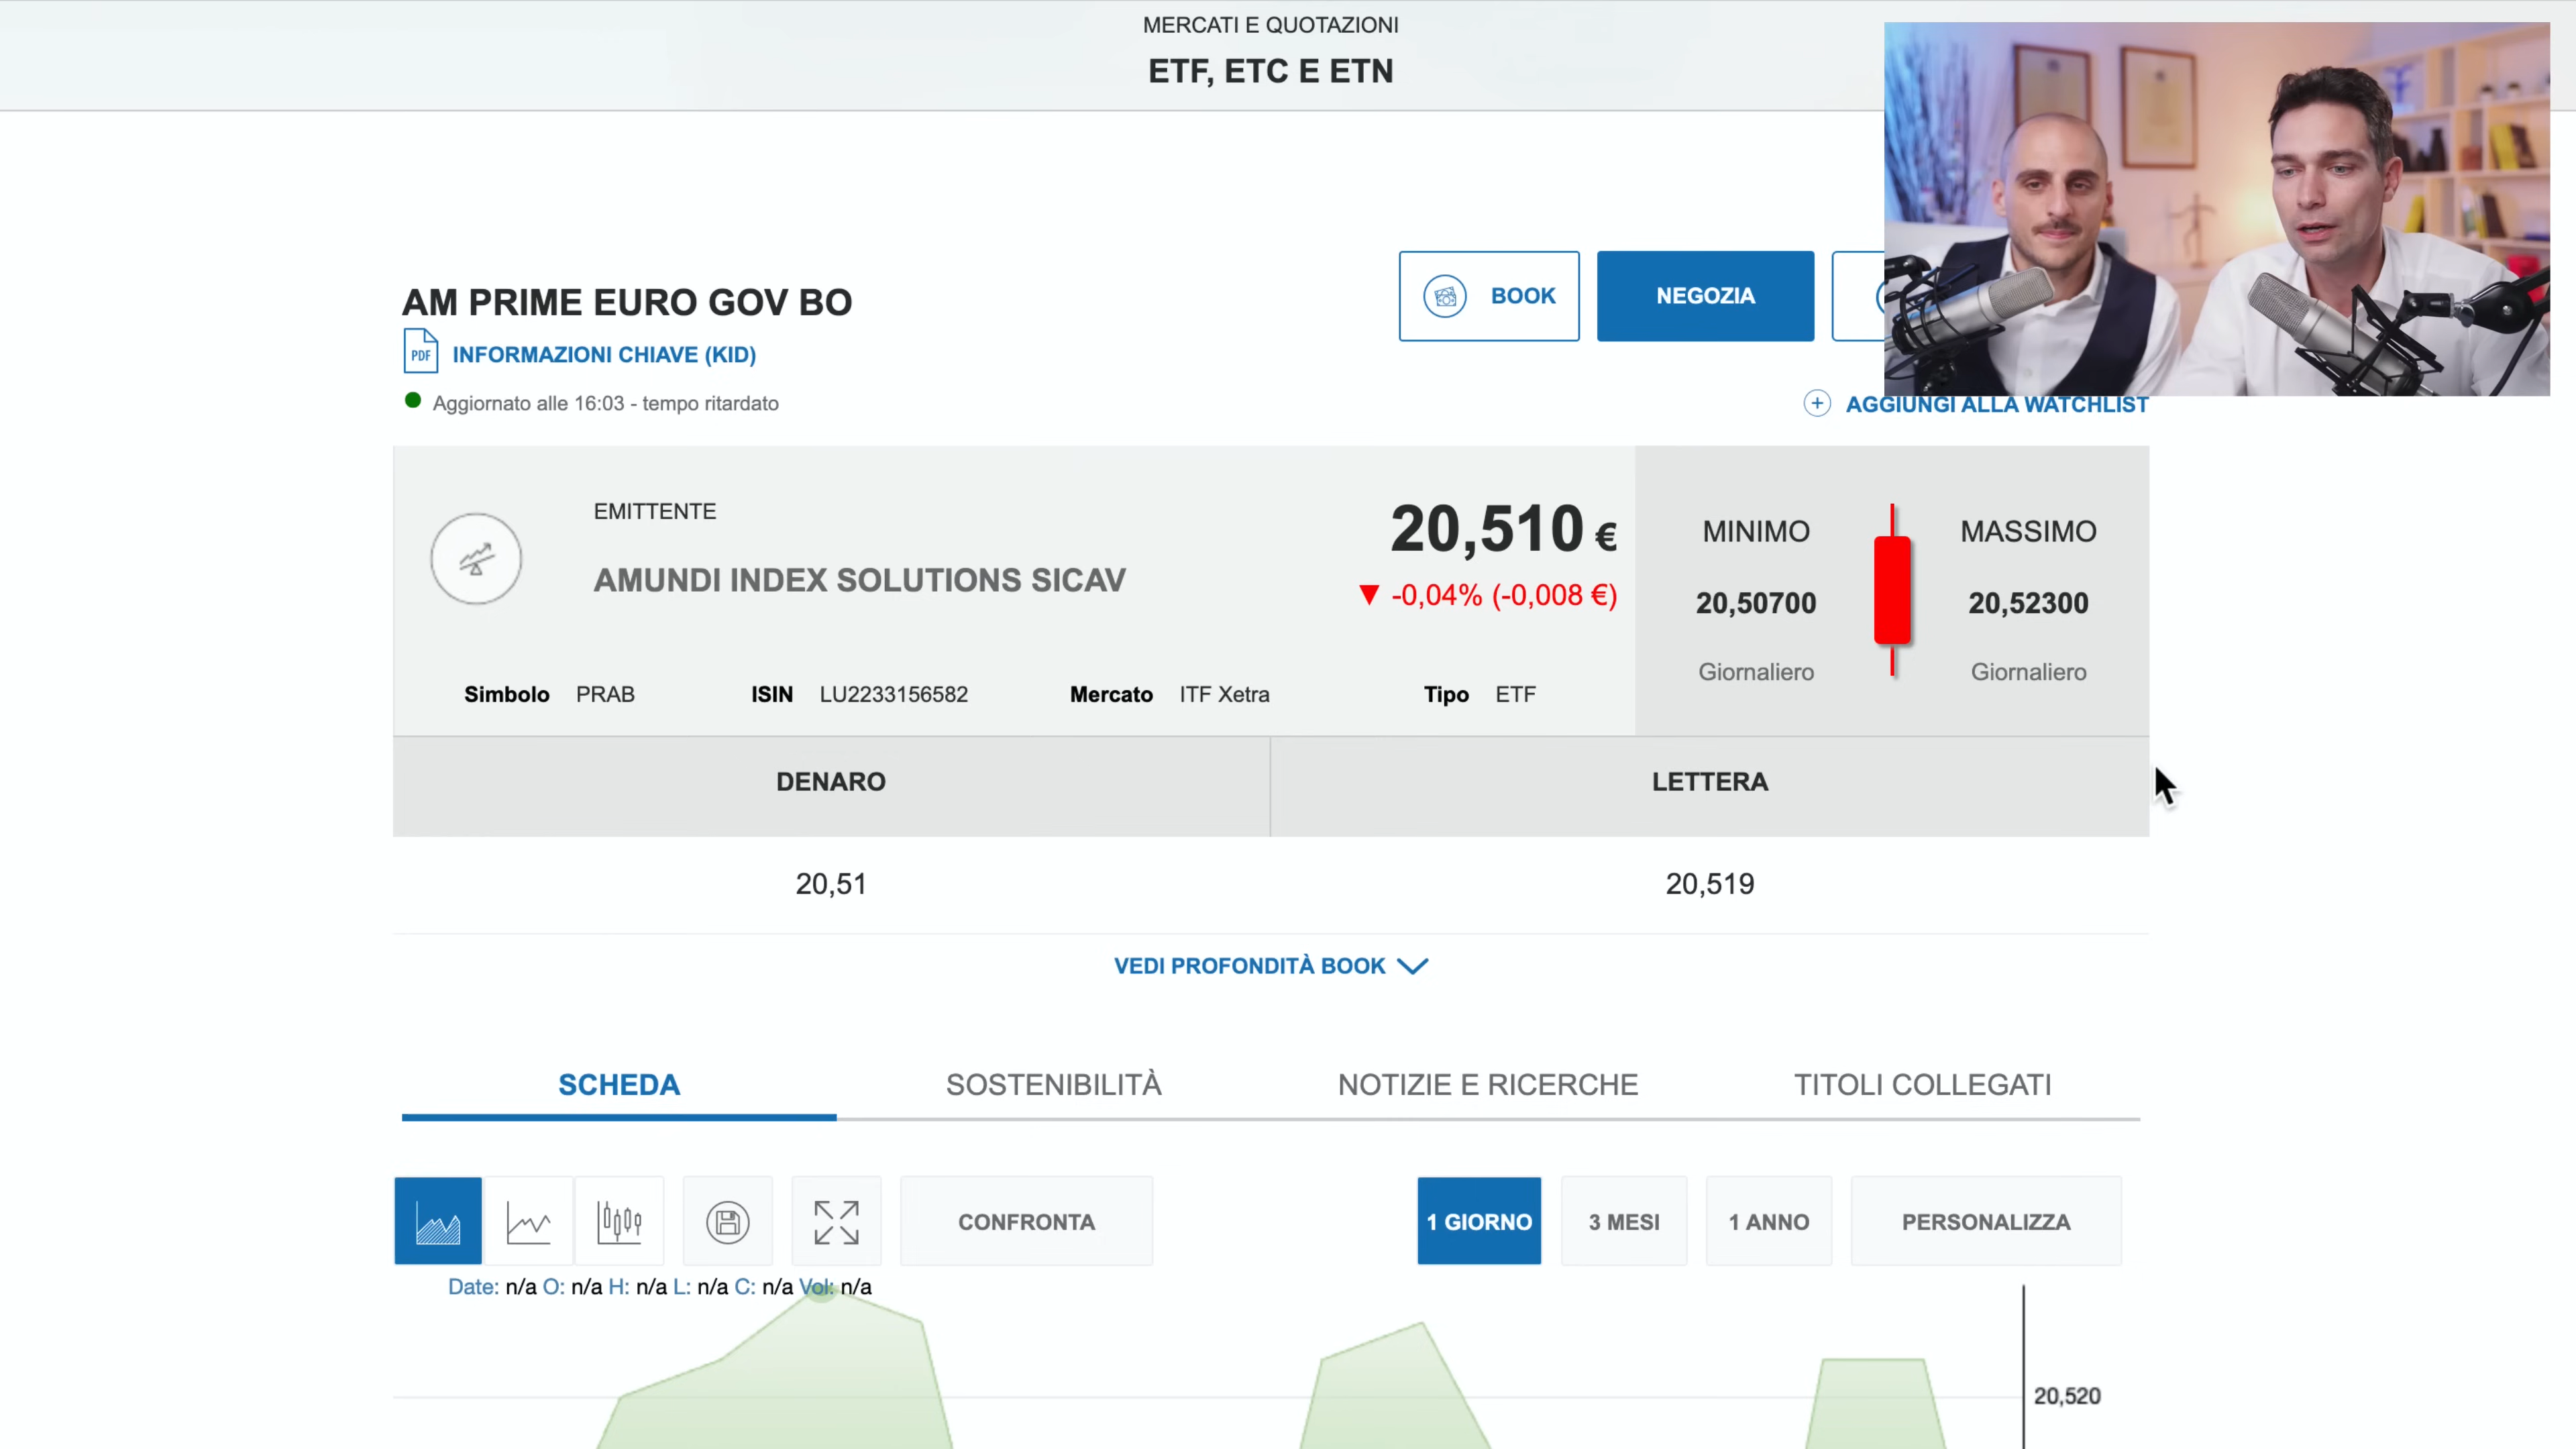 MERCATI E QUOTAZIONI
ETF, ETC E ETN
AM PRIME EURO GOV BO
BOOK
NEGOZIA
PDF
INFORMAZIONI CHIAVE (KID)
Aggiornato alle 16:03 - tempo ritardato
AGGIUNGI ALLA WATCHLIST
EMITTENTE
AMUNDI INDEX SOLUTIONS SICAV
20,510 €
▼ -0,04% (-0,008 €)
MINIMO
20,50700
Giornaliero
MASSIMO
20,52300
Giornaliero
Simbolo PRAB
ISIN LU2233156582
Mercato ITF Xetra
Tipo ETF
DENARO
LETTERA
20,51
20,519
VEDI PROFONDITÀ BOOK
SCHEDA
SOSTENIBILITÀ
NOTIZIE E RICERCHE
TITOLI COLLEGATI
CONFRONTA
1 GIORNO
3 MESI
1 ANNO
PERSONALIZZA
Date: n/a O: n/a H: n/a L: n/a C: n/a Vol: n/a
20,520